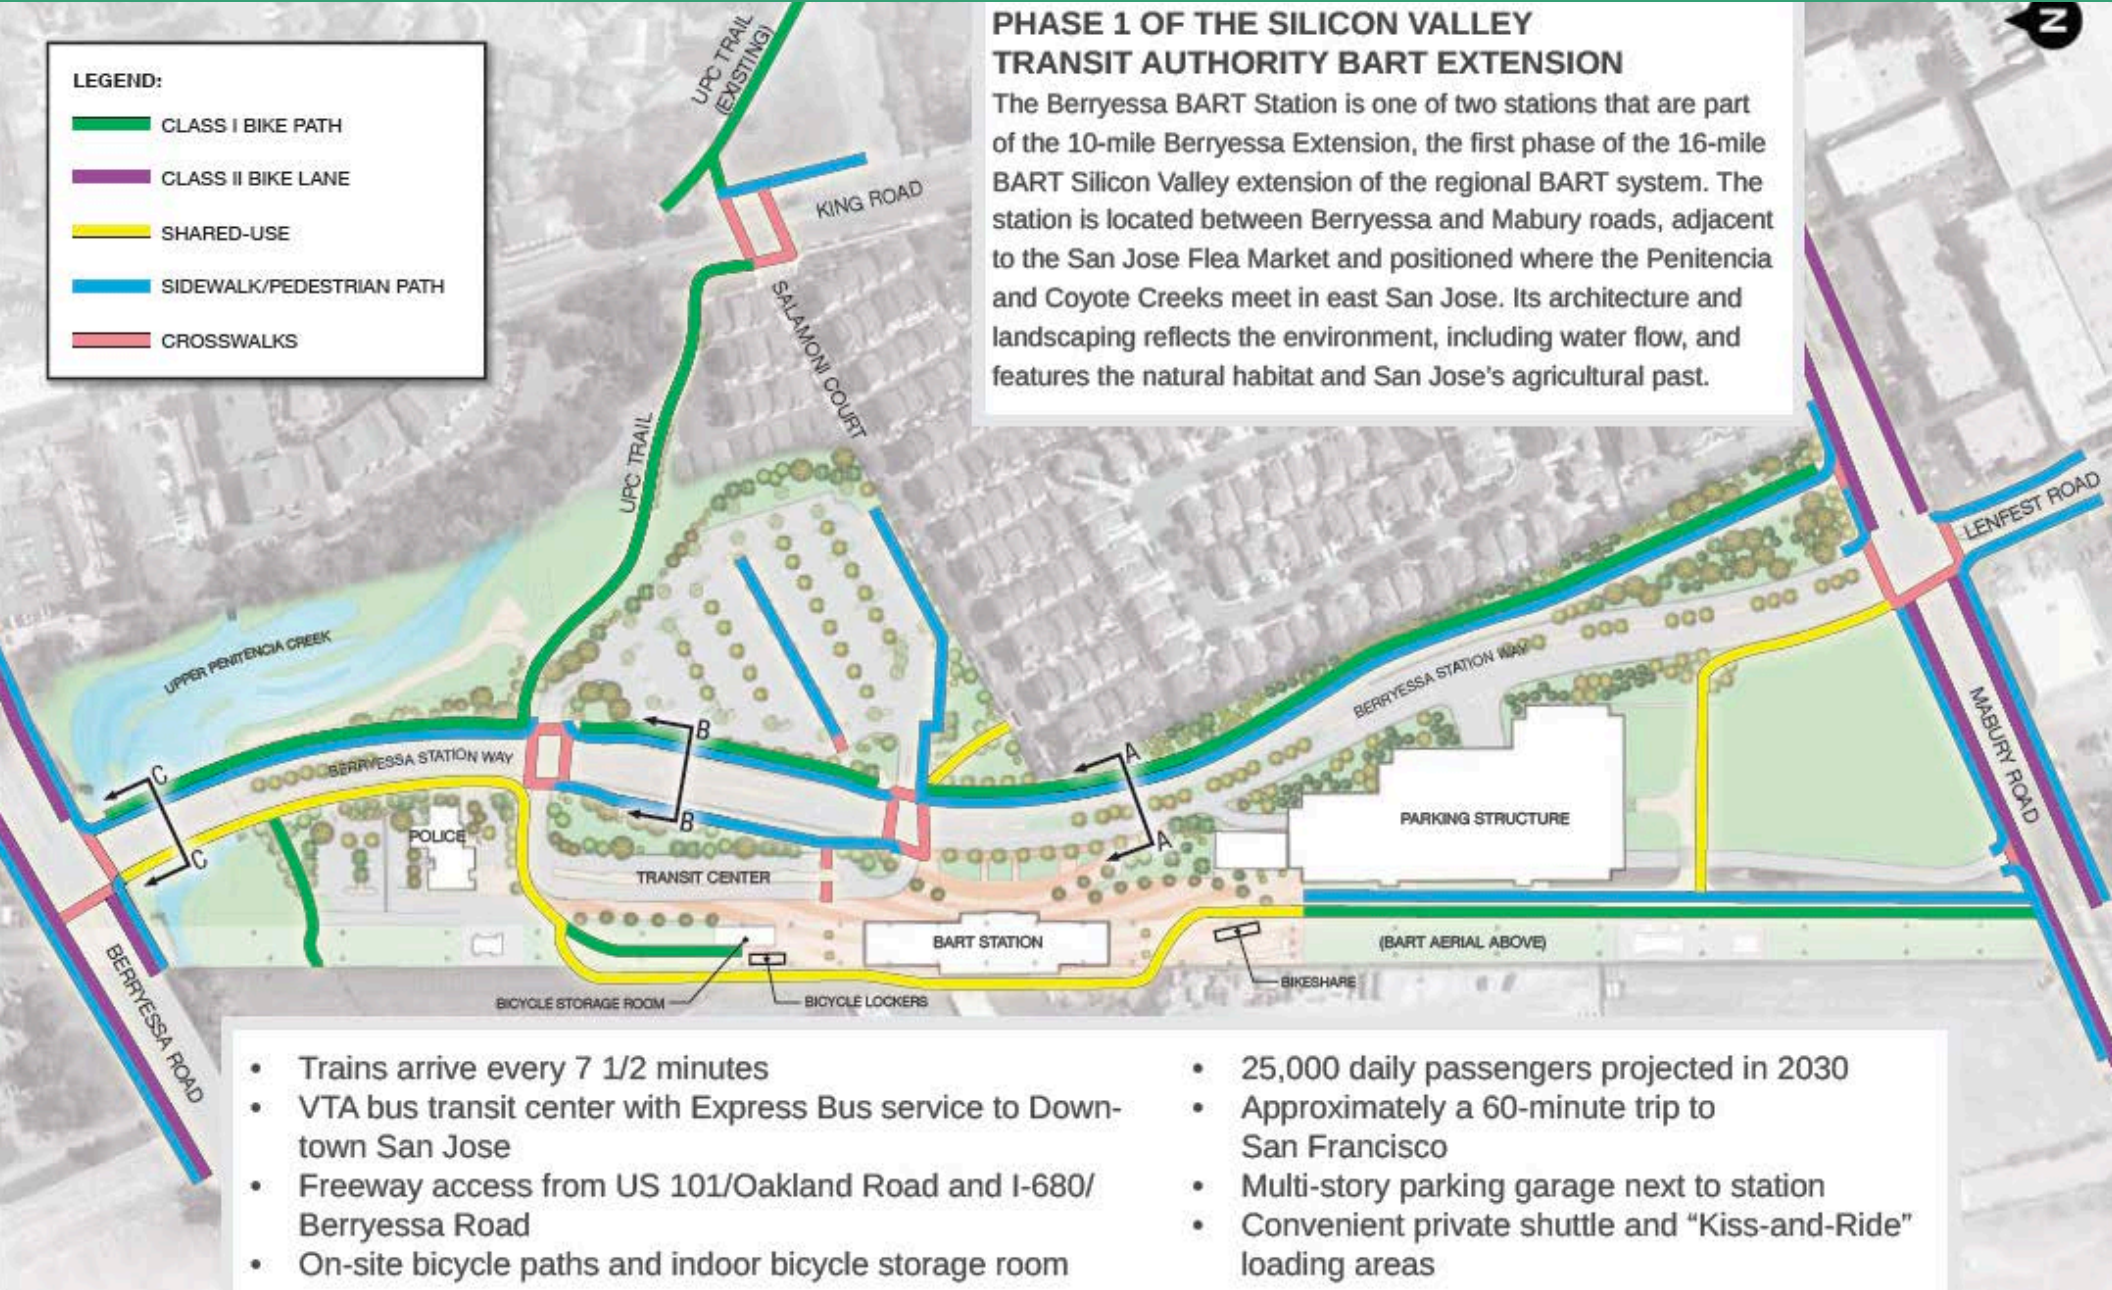 LEGEND:
CLASS I BIKE PATH
CLASS II BIKE LANE
SHARED-USE
SIDEWALK/PEDESTRIAN PATH
CROSSWALKS
UPC TRAIL
(EXISTING)
PHASE 1 OF THE SILICON VALLEY
TRANSIT AUTHORITY BART EXTENSION
The Berryessa BART Station is one of two stations that are part
of the 10-mile Berryessa Extension, the first phase of the 16-mile
BART Silicon Valley extension of the regional BART system. The
station is located between Berryessa and Mabury roads, adjacent
to the San Jose Flea Market and positioned where the Penitencia
and Coyote Creeks meet in east San Jose. Its architecture and
landscaping reflects the environment, including water flow, and
features the natural habitat and San Jose's agricultural past.
N
KING ROAD
SALAMONI COURT
UPC TRAIL
LENFEST ROAD
UPPER PENITENCIA CREEK
BERRYESSA STATION WAY
BERRYESSA STATION WAY
MABURY ROAD
B
B
A
A
C
C
POLICE
PARKING STRUCTURE
TRANSIT CENTER
BART STATION
(BART AERIAL ABOVE)
BIKESHARE
BICYCLE STORAGE ROOM
BICYCLE LOCKERS
BERRYESSA ROAD
• Trains arrive every 7 1/2 minutes
• VTA bus transit center with Express Bus service to Down-
town San Jose
• Freeway access from US 101/Oakland Road and I-680/
Berryessa Road
• On-site bicycle paths and indoor bicycle storage room
• 25,000 daily passengers projected in 2030
• Approximately a 60-minute trip to
San Francisco
• Multi-story parking garage next to station
• Convenient private shuttle and “Kiss-and-Ride”
loading areas